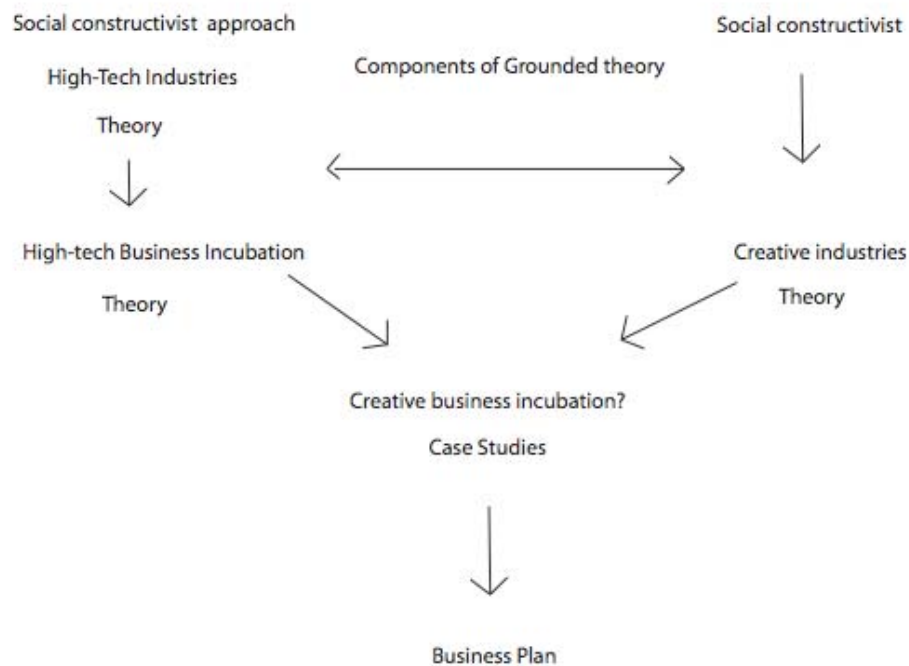 Social constructivist approach
Social constructivist
High-Tech Industries
Components of Grounded theory
Theory
High-tech Business Incubation
Creative industries
Theory
Theory
Creative business incubation?
Case Studies
Business Plan